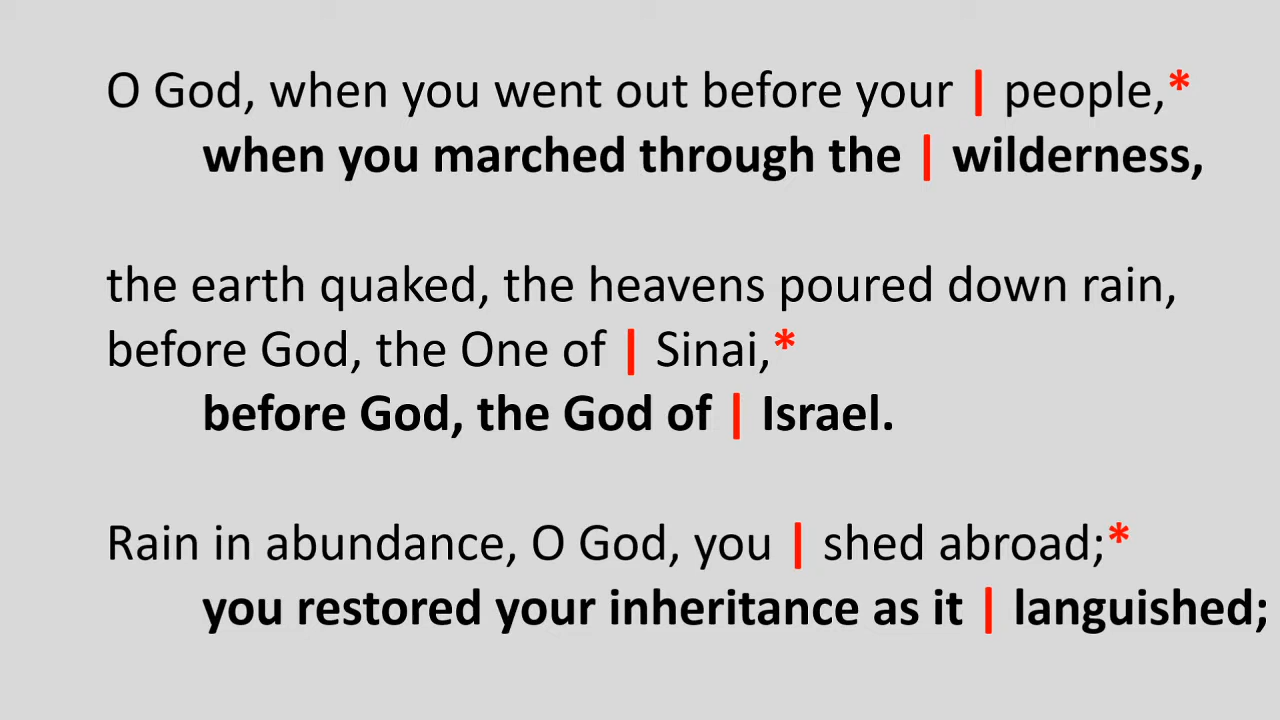 O God, when you went out before your | people,*
when you marched through the | wilderness,
the earth quaked, the heavens poured down rain,
before God, the One of | Sinai,*
before God, the God of | Israel.
Rain in abundance, O God, you | shed abroad;*
you restored your inheritance as it | languished;